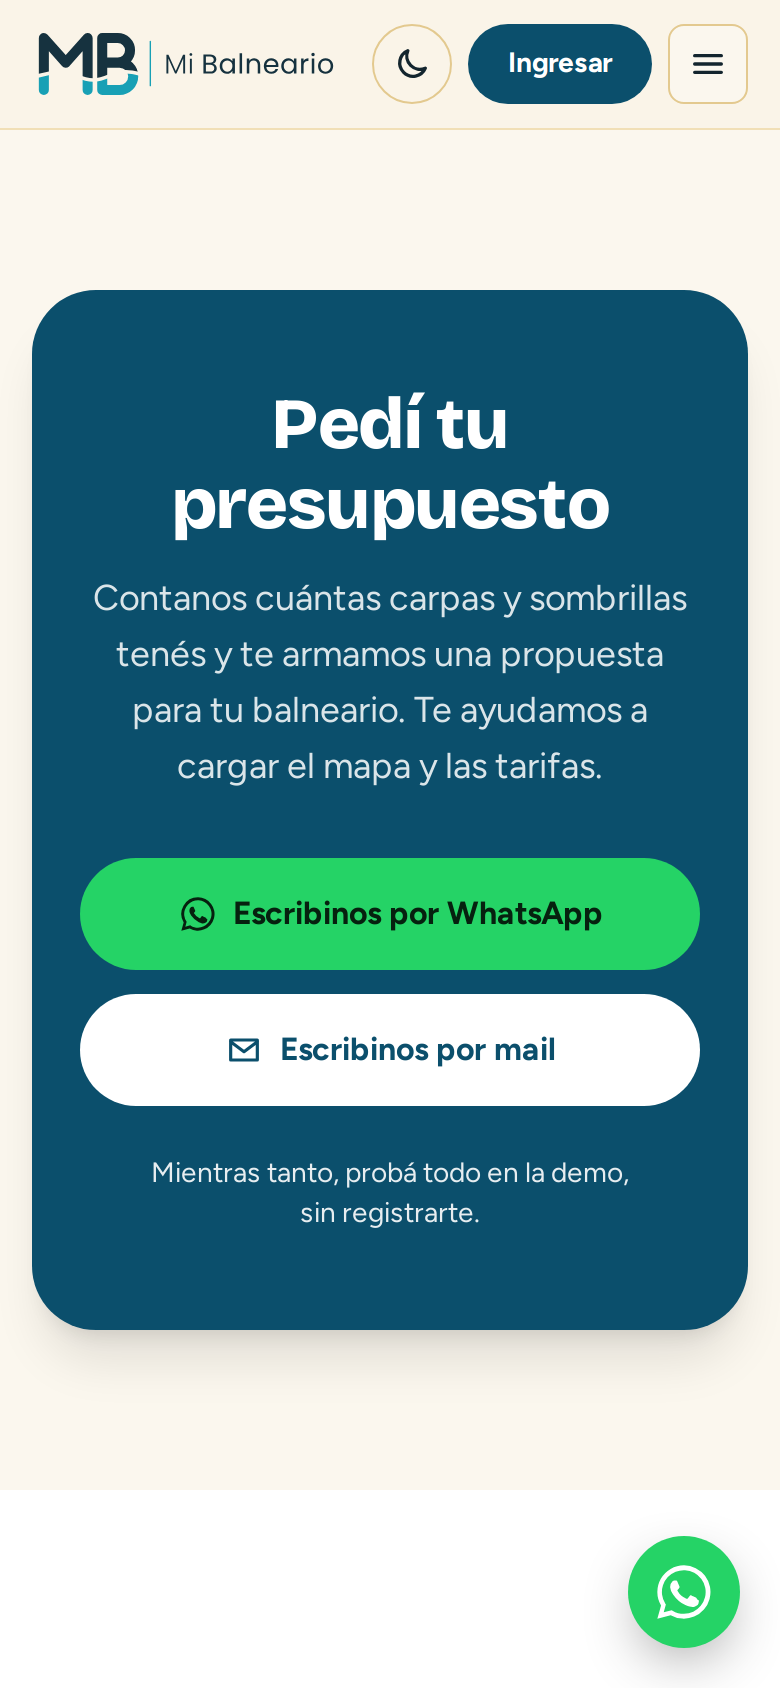 MB | Mi Balneario
Ingresar
Pedí tu
presupuesto
Contanos cuántas carpas y sombrillas
tenés y te armamos una propuesta
para tu balneario. Te ayudamos a
cargar el mapa y las tarifas.
Escribinos por WhatsApp
Escribinos por mail
Mientras tanto, probá todo en la demo,
sin registrarte.